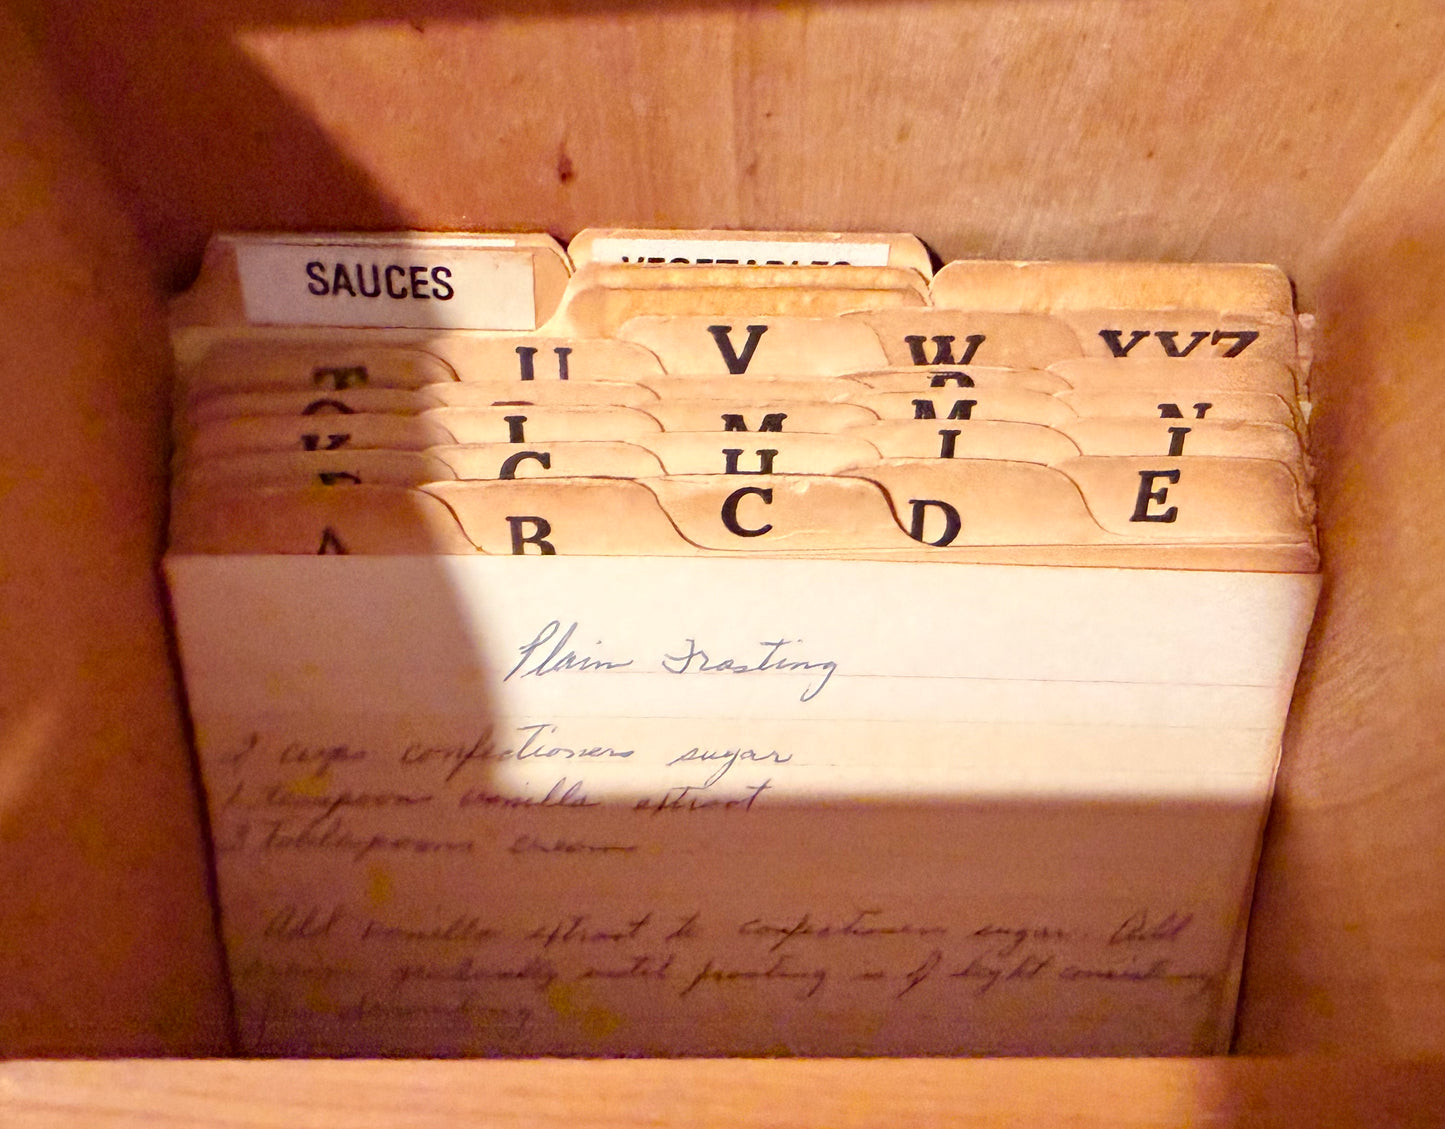 SAUCES
VEGETABLES
V W XYZ
T U
M N
L
H I J
G
A B C D E
Plain Frosting
2 cups confectioners sugar
1 teaspoon vanilla extract
3 Tablespoons cream
Add vanilla extract to confectioners sugar. Add
cream gradually until frosting is of light consistency
for